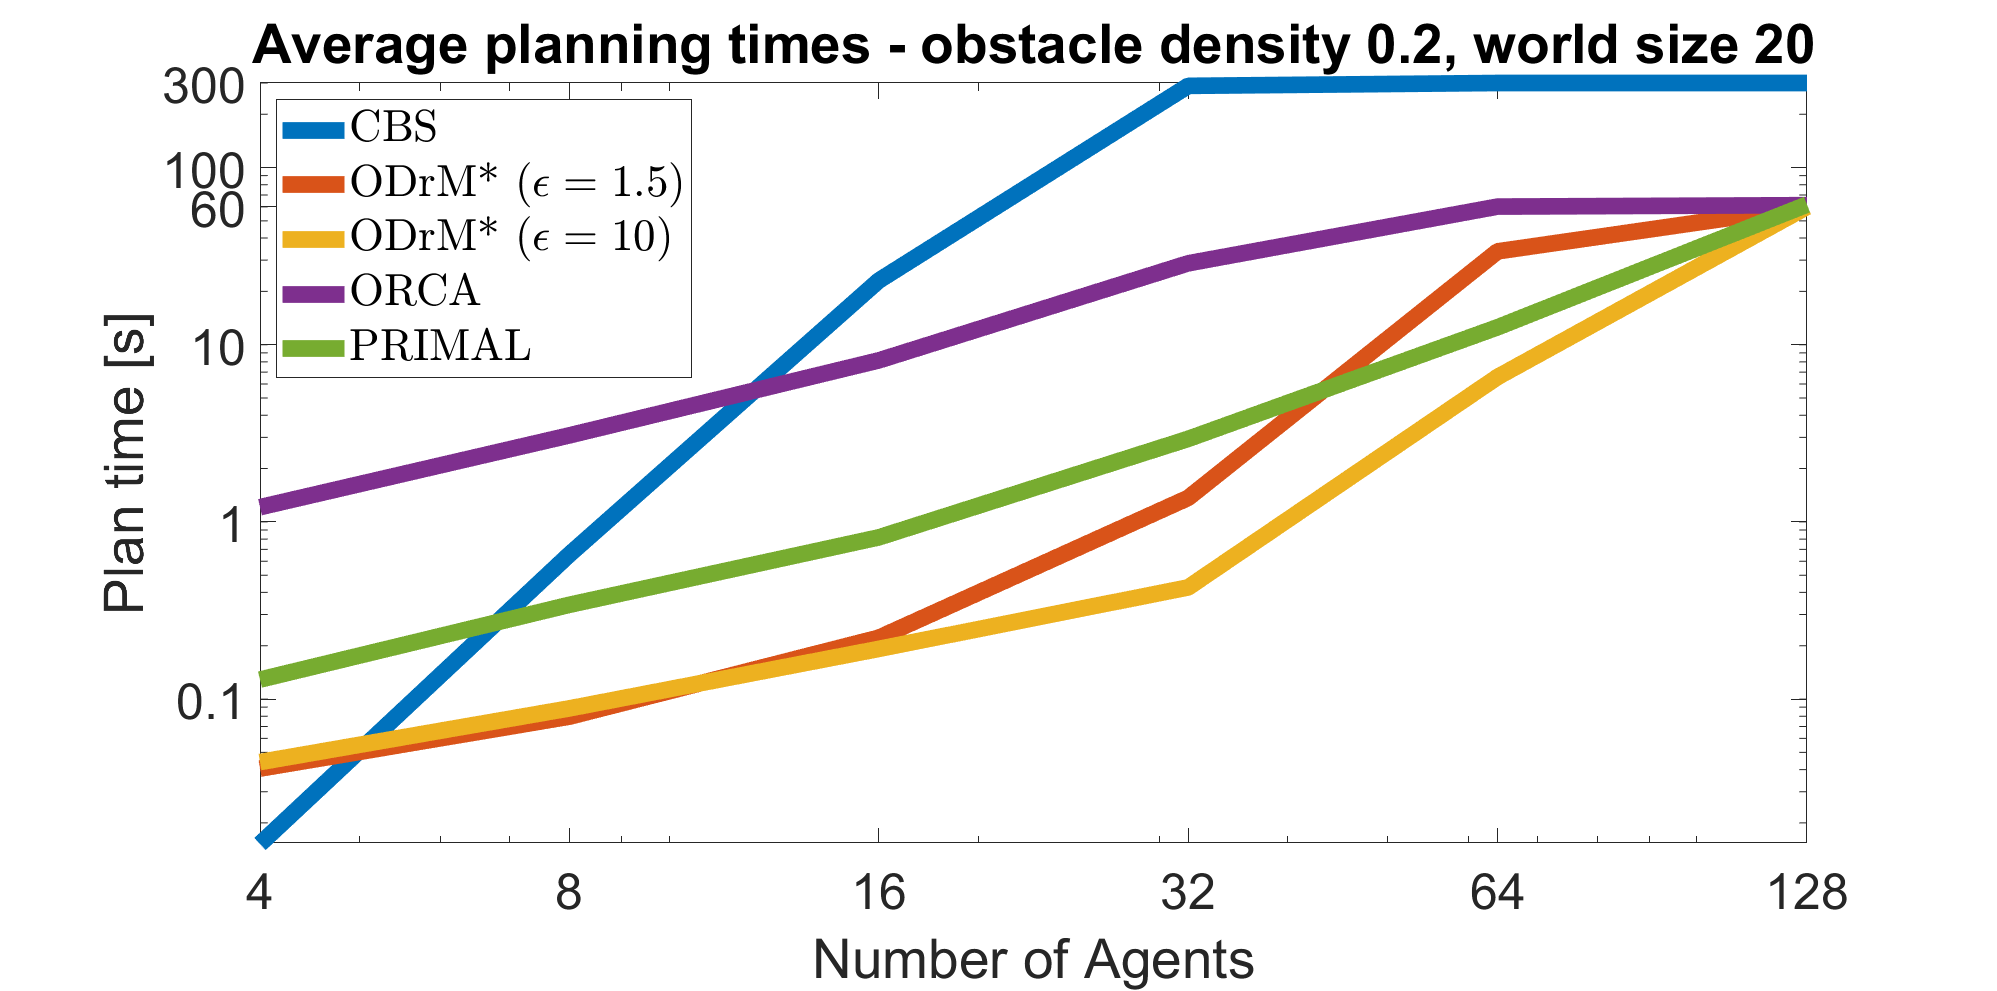 Average planning times - obstacle density 0.2, world size 20
300
100
60
10
1
0.1
Plan time [s]
CBS
ODrM* (ϵ = 1.5)
ODrM* (ϵ = 10)
ORCA
PRIMAL
4 8 16 32 64 128
Number of Agents